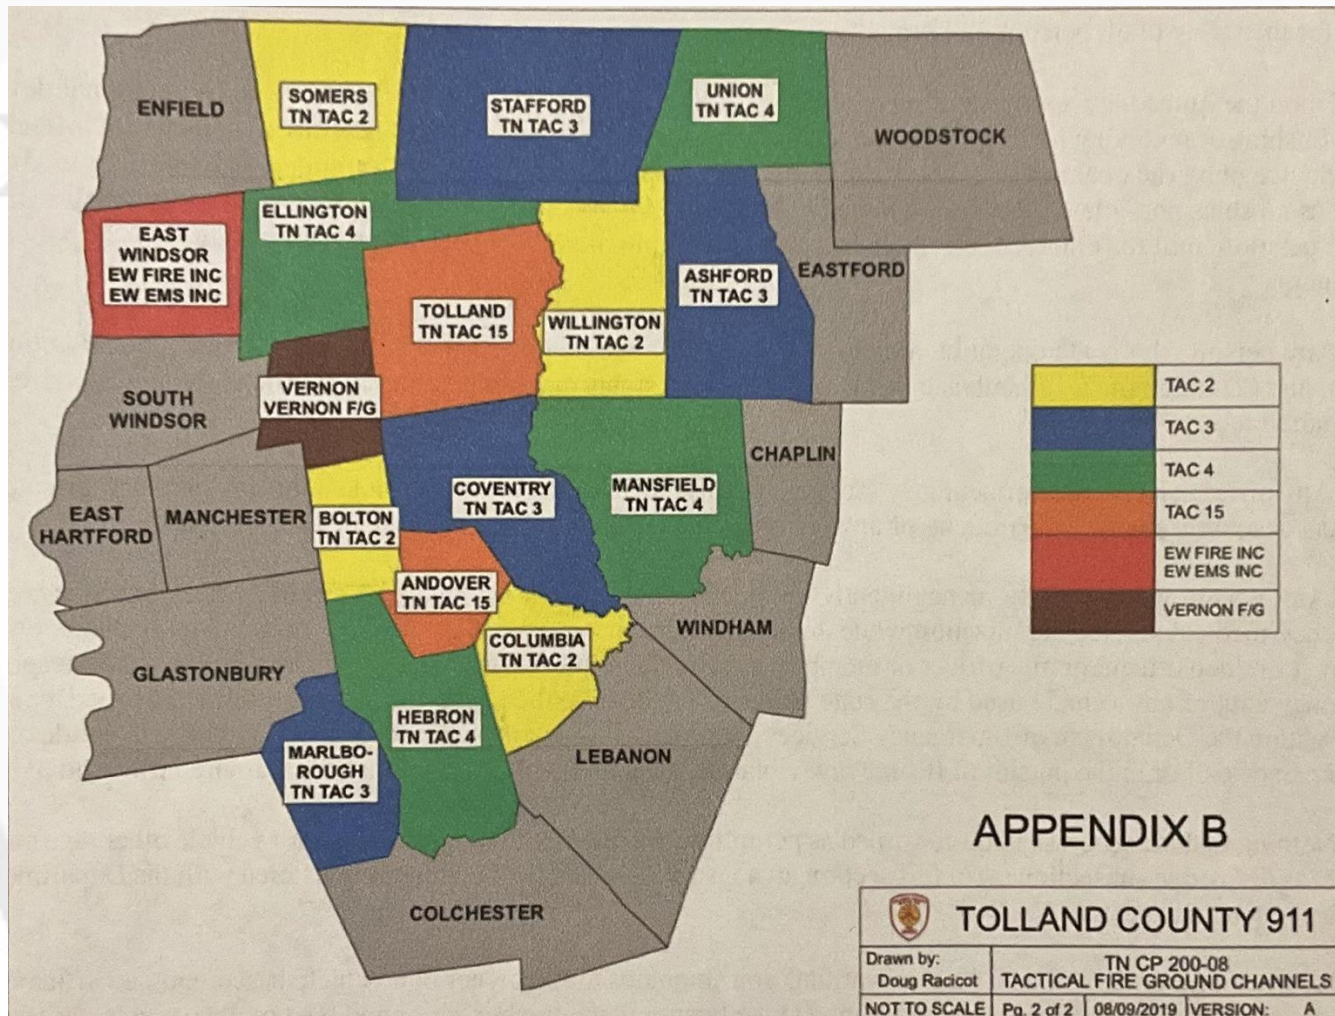 ENFIELD
SOMERS
TN TAC 2
STAFFORD
TN TAC 3
UNION
TN TAC 4
WOODSTOCK
EAST
WINDSOR
EW FIRE INC
EW EMS INC
ELLINGTON
TN TAC 4
TOLLAND
TN TAC 15
WILLINGTON
TN TAC 2
ASHFORD
TN TAC 3
EASTFORD
SOUTH
WINDSOR
VERNON
VERNON F/G
EAST
HARTFORD
MANCHESTER
BOLTON
TN TAC 2
COVENTRY
TN TAC 3
MANSFIELD
TN TAC 4
CHAPLIN
ANDOVER
TN TAC 15
COLUMBIA
TN TAC 2
WINDHAM
GLASTONBURY
HEBRON
TN TAC 4
MARLBO-
ROUGH
TN TAC 3
LEBANON
COLCHESTER
TAC 2
TAC 3
TAC 4
TAC 15
EW FIRE INC
EW EMS INC
VERNON F/G
APPENDIX B
TOLLAND COUNTY 911
Drawn by:
Doug Racicot
TN CP 200-08
TACTICAL FIRE GROUND CHANNELS
NOT TO SCALE
Pg. 2 of 2
08/09/2019
VERSION: A